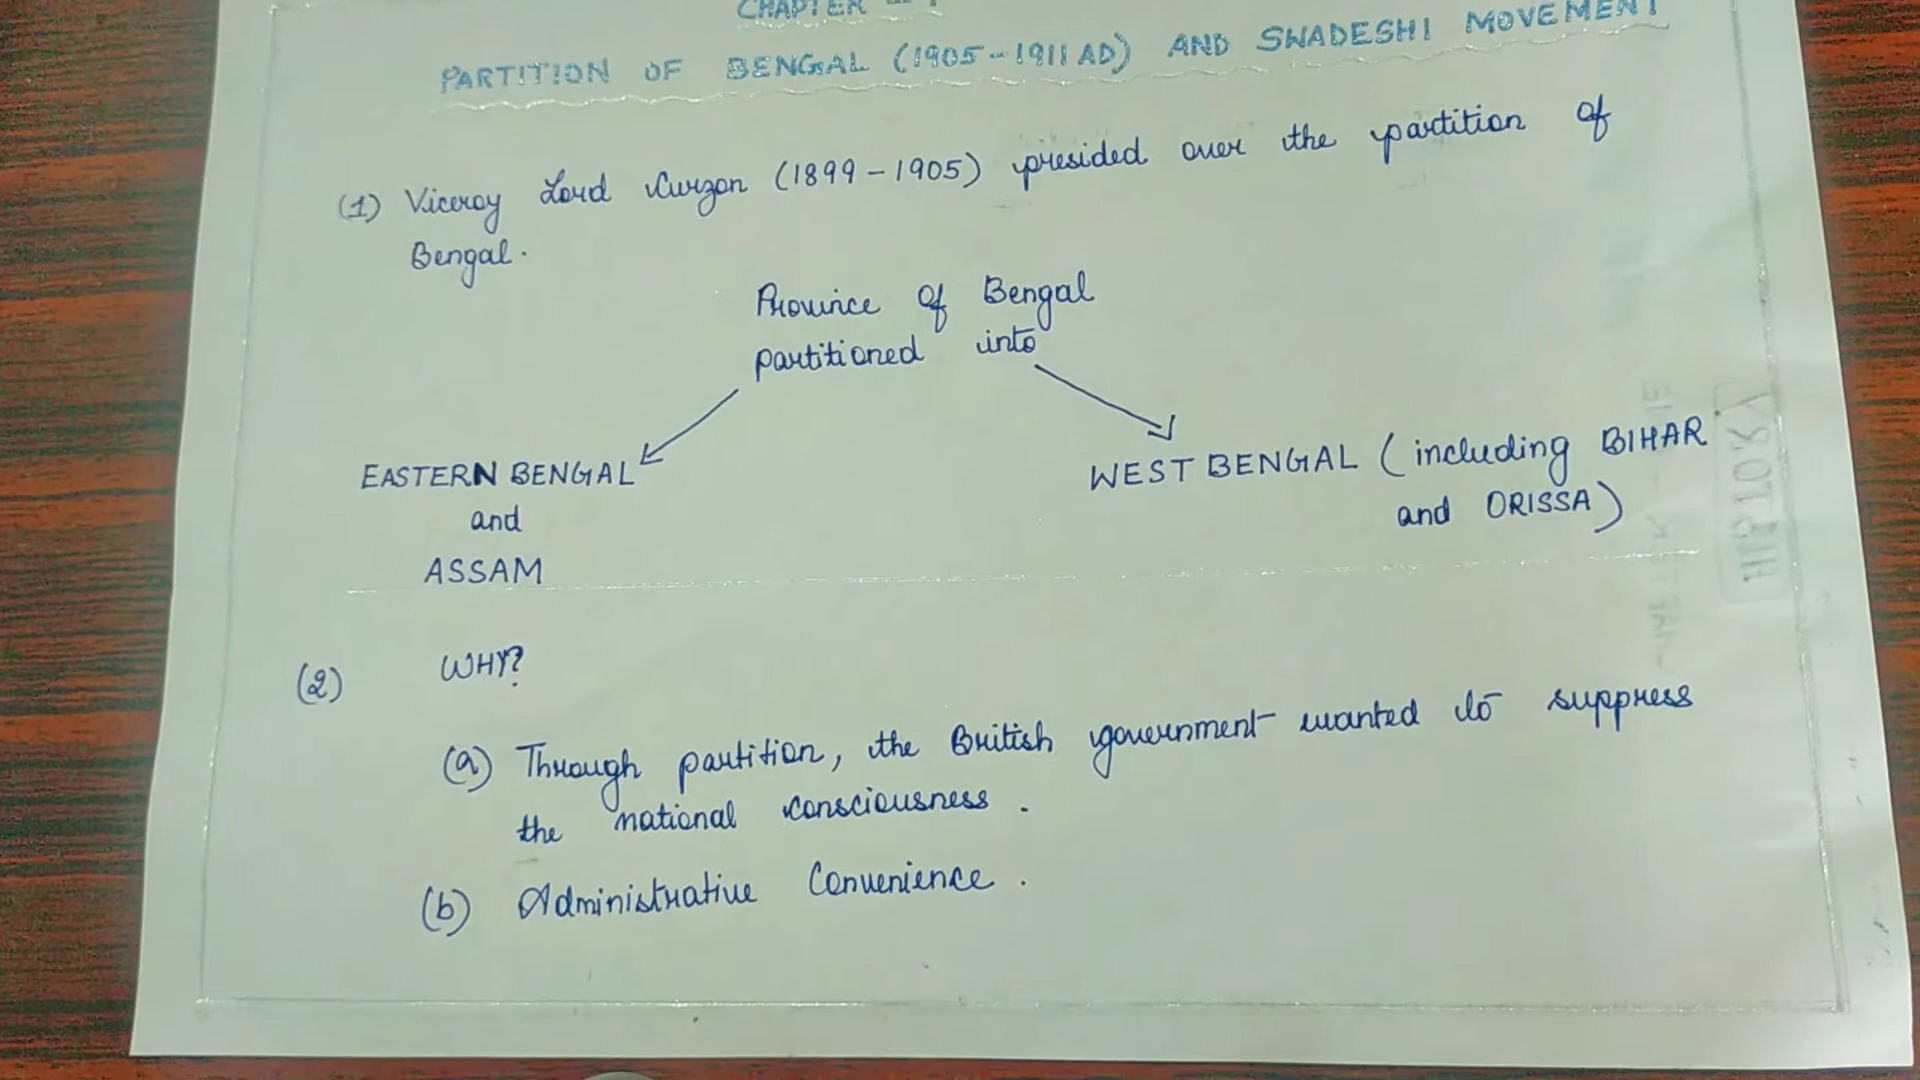 CHAPTER
PARTITION OF BENGAL (1905-1911 AD) AND SWADESHI MOVEMENT
(1) Viceroy Lord Curzon (1899-1905) presided over the partition of
Bengal.
Province of Bengal
partitioned into
EASTERN BENGAL
and
ASSAM
WEST BENGAL (including BIHAR
and ORISSA)
(2) WHY?
(a) Through partition, the British government wanted to suppress
the national consciousness.
(b) Administrative Convenience.
HISTORY